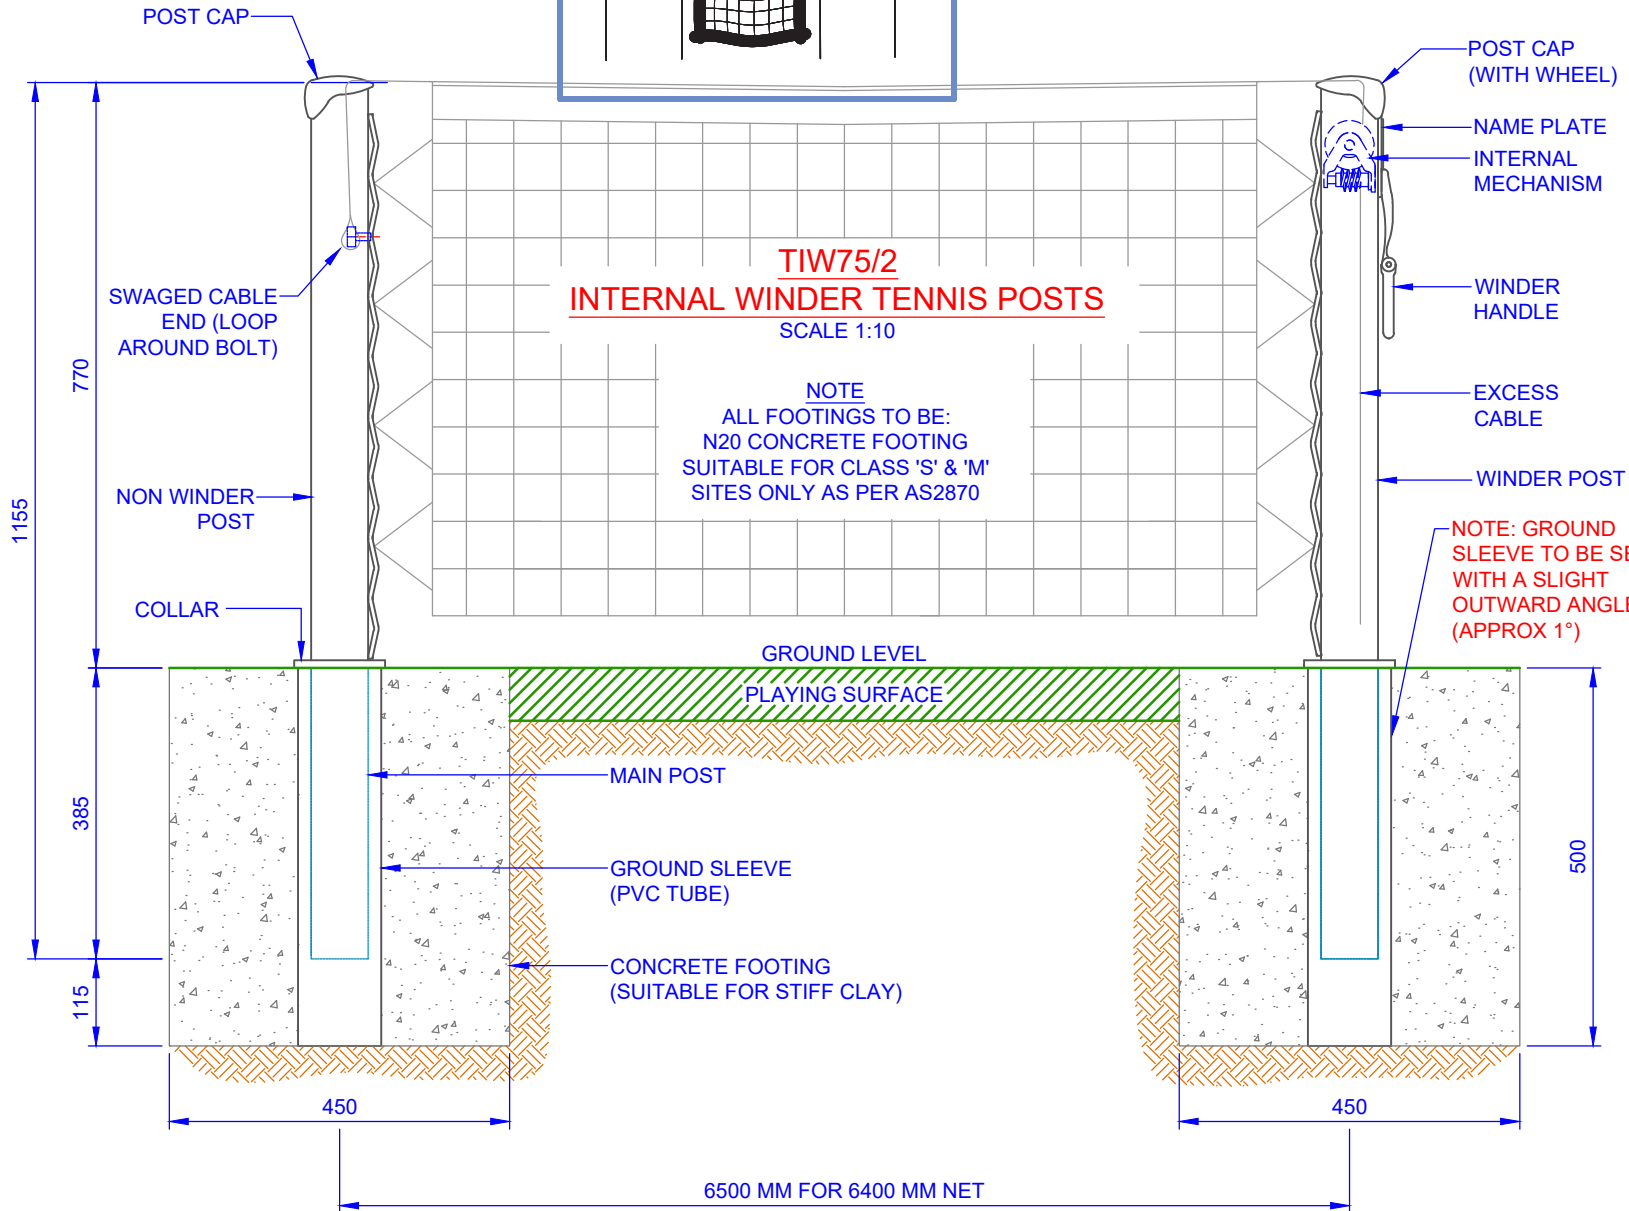 POST CAP
POST CAP
(WITH WHEEL)
NAME PLATE
INTERNAL
MECHANISM
TIW75/2
INTERNAL WINDER TENNIS POSTS
SCALE 1:10
SWAGED CABLE
END (LOOP
AROUND BOLT)
WINDER
HANDLE
770
NOTE
ALL FOOTINGS TO BE:
N20 CONCRETE FOOTING
SUITABLE FOR CLASS 'S' & 'M'
SITES ONLY AS PER AS2870
EXCESS
CABLE
1155
NON WINDER
POST
WINDER POST
NOTE: GROUND
SLEEVE TO BE SE
WITH A SLIGHT
OUTWARD ANGLE
(APPROX 1°)
COLLAR
GROUND LEVEL
PLAYING SURFACE
MAIN POST
385
500
GROUND SLEEVE
(PVC TUBE)
CONCRETE FOOTING
(SUITABLE FOR STIFF CLAY)
115
450
450
6500 MM FOR 6400 MM NET